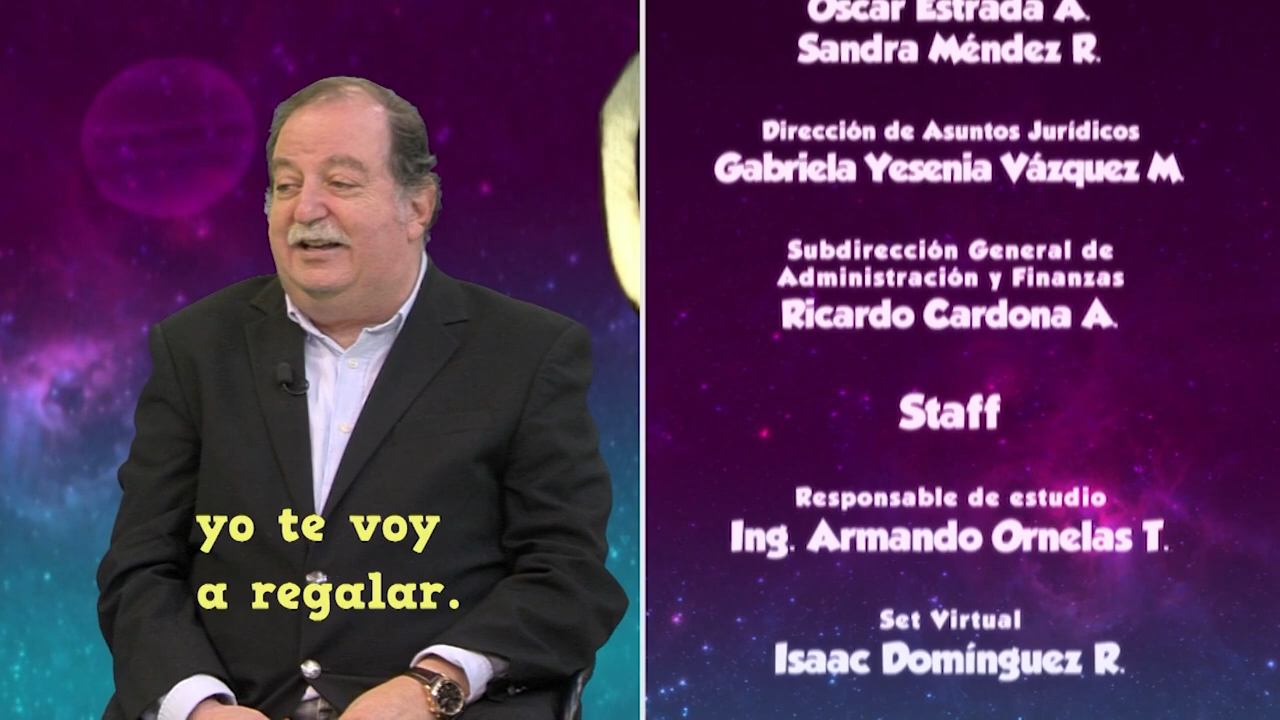 yo te voy
a regalar.
Óscar Estrada A.
Sandra Méndez R.
Dirección de Asuntos Jurídicos
Gabriela Yesenia Vázquez M.
Subdirección General de
Administración y Finanzas
Ricardo Cardona A.
Staff
Responsable de estudio
Ing. Armando Ornelas T.
Set Virtual
Isaac Domínguez R.